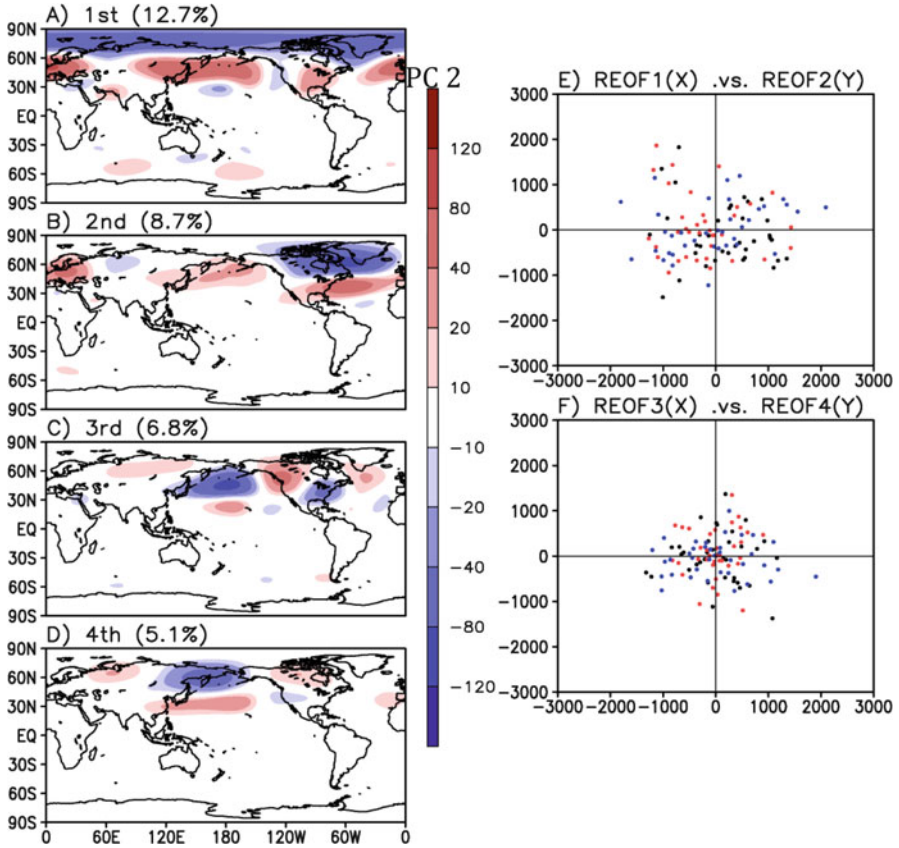 A) 1st (12.7%)
90N
60N
30N
EQ
30S
60S
90S
B) 2nd (8.7%)
90N
60N
30N
EQ
30S
60S
90S
C) 3rd (6.8%)
90N
60N
30N
EQ
30S
60S
90S
D) 4th (5.1%)
90N
60N
30N
EQ
30S
60S
90S
0 60E 120E 180 120W 60W 0
PC 2
120
80
40
20
10
-10
-20
-40
-80
-120
E) REOF1(X) .vs. REOF2(Y)
3000
2000
1000
0
-1000
-2000
-3000
-3000 -2000 -1000 0 1000 2000 3000
F) REOF3(X) .vs. REOF4(Y)
3000
2000
1000
0
-1000
-2000
-3000
-3000 -2000 -1000 0 1000 2000 3000